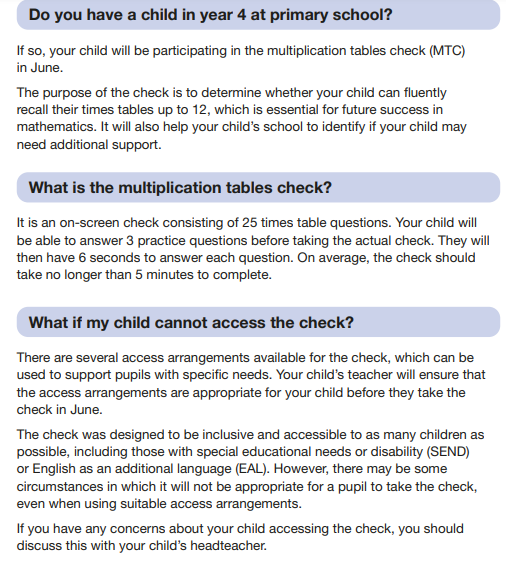 Do you have a child in year 4 at primary school?
If so, your child will be participating in the multiplication tables check (MTC)
in June.
The purpose of the check is to determine whether your child can fluently
recall their times tables up to 12, which is essential for future success in
mathematics. It will also help your child's school to identify if your child may
need additional support.
What is the multiplication tables check?
It is an on-screen check consisting of 25 times table questions. Your child will
be able to answer 3 practice questions before taking the actual check. They will
then have 6 seconds to answer each question. On average, the check should
take no longer than 5 minutes to complete.
What if my child cannot access the check?
There are several access arrangements available for the check, which can be
used to support pupils with specific needs. Your child's teacher will ensure that
the access arrangements are appropriate for your child before they take the
check in June.
The check was designed to be inclusive and accessible to as many children as
possible, including those with special educational needs or disability (SEND)
or English as an additional language (EAL). However, there may be some
circumstances in which it will not be appropriate for a pupil to take the check,
even when using suitable access arrangements.
If you have any concerns about your child accessing the check, you should
discuss this with your child's headteacher.